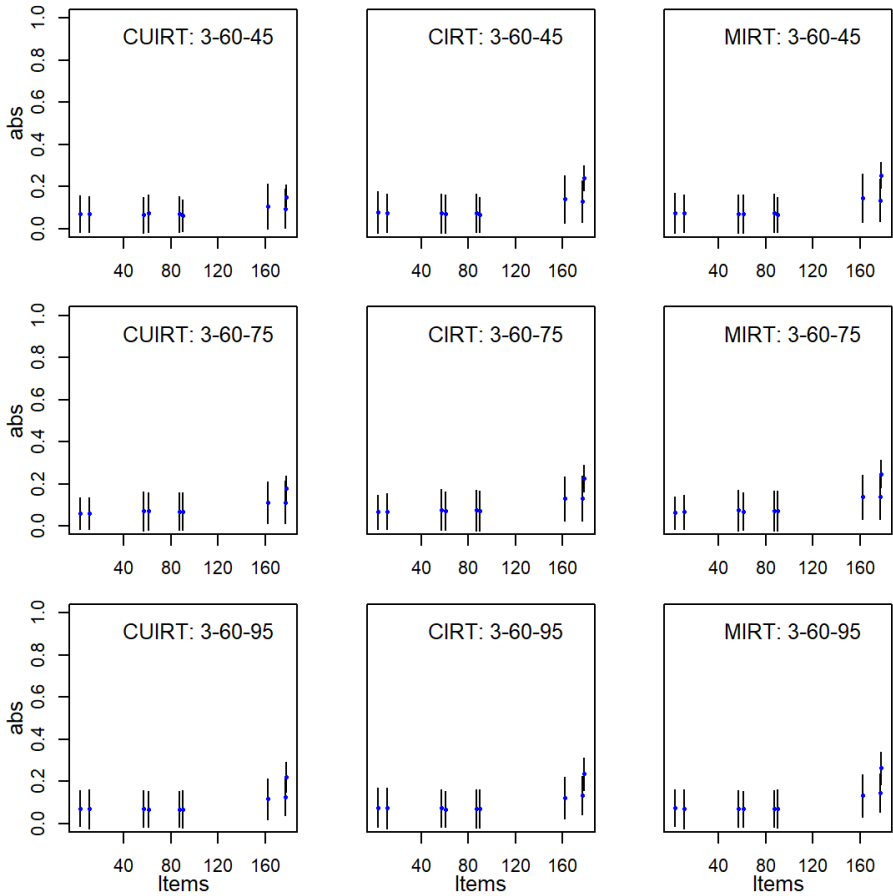 CUIRT: 3-60-45 CIRT: 3-60-45 MIRT: 3-60-45
abs
0.0 0.2 0.4 0.6 0.8 1.0
40 80 120 160 40 80 120 160 40 80 120 160
CUIRT: 3-60-75 CIRT: 3-60-75 MIRT: 3-60-75
abs
0.0 0.2 0.4 0.6 0.8 1.0
40 80 120 160 40 80 120 160 40 80 120 160
CUIRT: 3-60-95 CIRT: 3-60-95 MIRT: 3-60-95
abs
0.0 0.2 0.4 0.6 0.8 1.0
40 80 120 160 40 80 120 160 40 80 120 160
Items Items Items